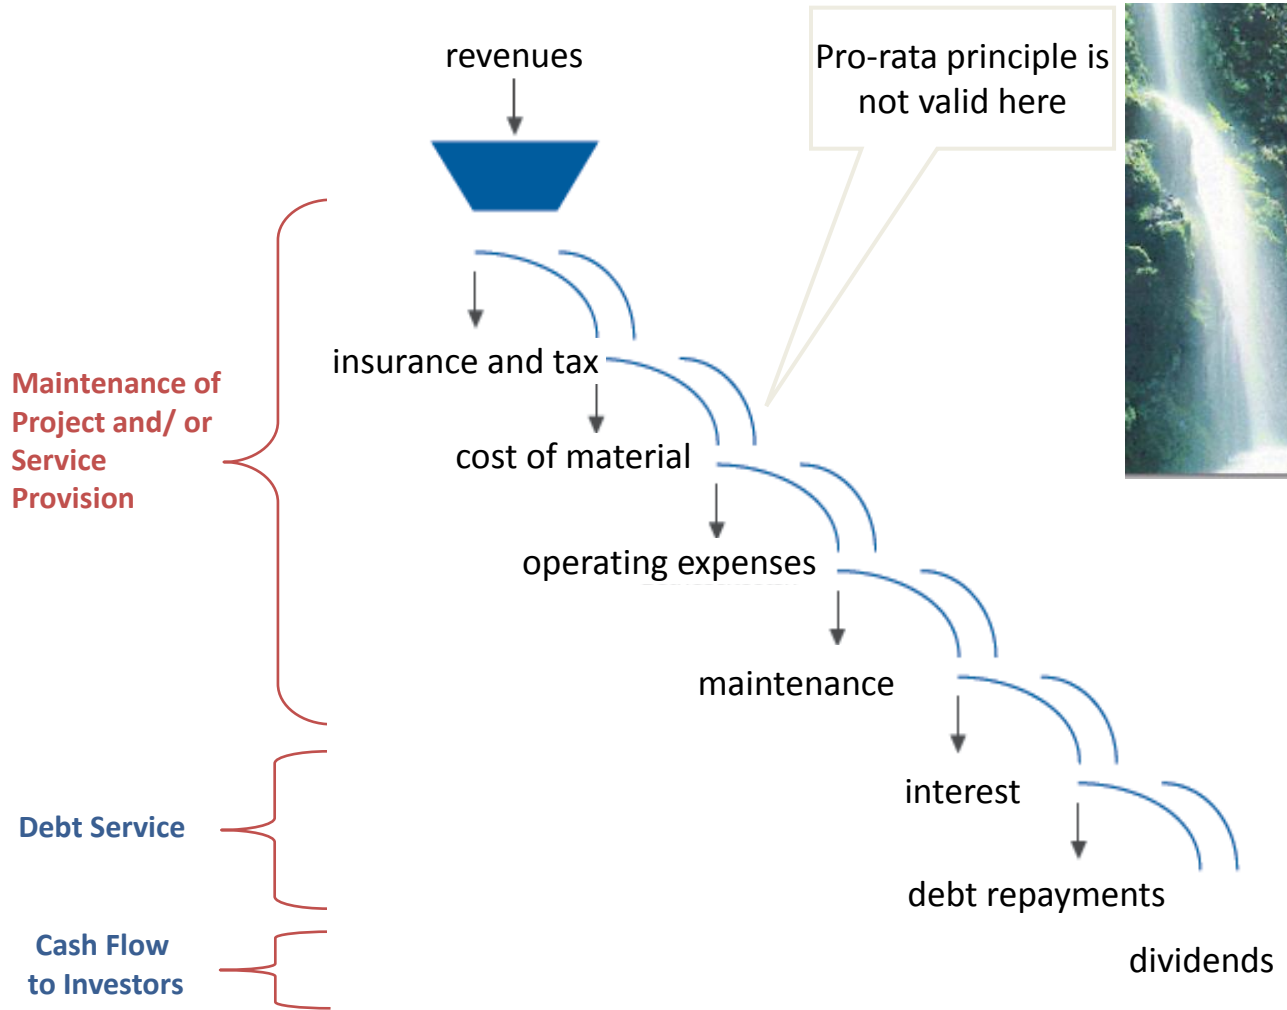 revenues
Pro-rata principle is
not valid here
insurance and tax
Maintenance of
Project and/ or
Service
Provision
cost of material
operating expenses
maintenance
interest
Debt Service
debt repayments
Cash Flow
to Investors
dividends